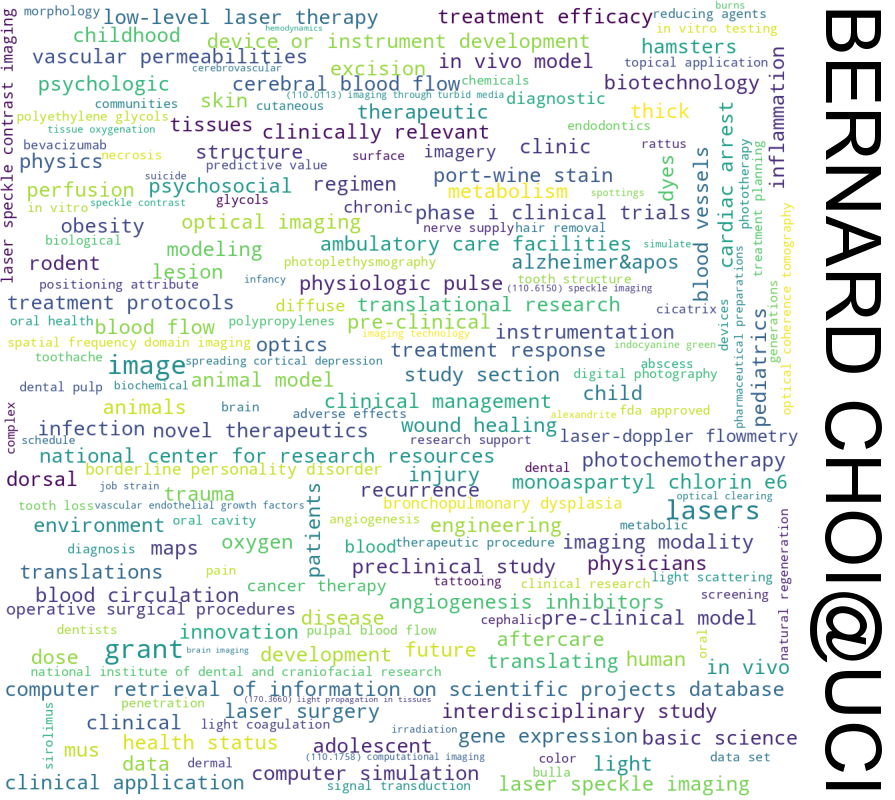 morphology low-level laser therapy treatment efficacy reducing agents burns
childhood hemodynamics device or instrument development in vitro testing hamsters
vascular permeabilities cerebrovascular excision in vivo model topical application
psychologic cerebral blood flow chemicals biotechnology
communities skin cutaneous (110.0113) imaging through turbid media diagnostic
polyethylene glycols tissues therapeutic thick
tissue oxygenation clinically relevant endodontics
bevacizumab structure surface imagery clinic rattus
physics necrosis predictive value
suicide port-wine stain dyes
perfusion psychosocial regimen metabolism spottings
in vitro speckle contrast glycols chronic phase i clinical trials
obesity optical imaging nerve supply hair removal
biological modeling ambulatory care facilities simulate
rodent lesion photoplethysmography alzheimer&apos
positioning attribute infancy physiologic pulse tooth structure (110.6150) speckle imaging
treatment protocols diffuse translational research cicatrix
oral health blood flow polypropylenes pre-clinical instrumentation
spatial frequency domain imaging optics imaging technology indocyanine green
toothache image spreading cortical depression treatment response abscess
dental pulp biochemical animal model study section digital photography
animals brain clinical management child
adverse effects alexandrite fda approved
infection novel therapeutics wound healing laser-doppler flowmetry
schedule research support
national center for research resources photochemotherapy
dorsal borderline personality disorder injury dental monoaspartyl chlorin e6
job strain trauma recurrence optical clearing
tooth loss vascular endothelial growth factors bronchopulmonary dysplasia lasers
environment oral cavity angiogenesis engineering metabolic
diagnosis maps oxygen blood therapeutic procedure imaging modality
translations pain preclinical study physicians
blood circulation cancer therapy tattooing clinical research light scattering
operative surgical procedures angiogenesis inhibitors screening
disease cephalic pre-clinical model
dentists innovation pulpal blood flow aftercare
dose grant brain imaging development future translating human in vivo
national institute of dental and craniofacial research
computer retrieval of information on scientific projects database
penetration (170.3660) light propagation in tissues laser surgery interdisciplinary study
clinical light coagulation irradiation gene expression basic science
mus health status adolescent (110.1758) computational imaging color data set
data dermal computer simulation bulla light
clinical application signal transduction laser speckle imaging
laser speckle contrast imaging
complex
patients
sirolimus
inflammation
cardiac arrest
phototherapy
treatment planning
blood vessels
optical coherence tomography
generations
devices
pharmaceutical preparations
pediatrics
natural regeneration
oral
BERNARD CHOI@UCI